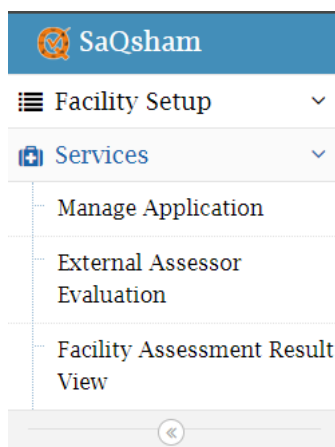 SaQsham
Facility Setup
Services
Manage Application
External Assessor
Evaluation
Facility Assessment Result
View